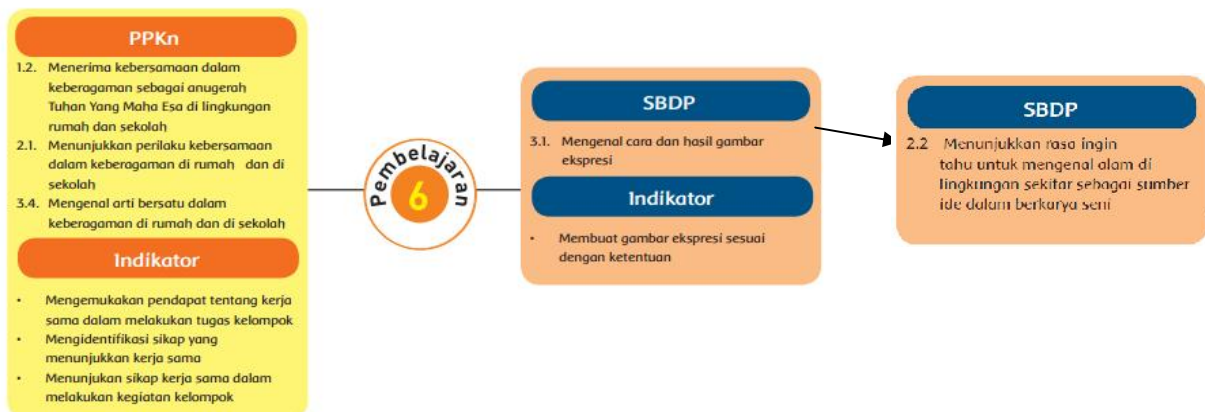 PPKn
1.2. Menerima kebersamaan dalam
keberagaman sebagai anugerah
Tuhan Yang Maha Esa di lingkungan
rumah dan sekolah
2.1. Menunjukkan perilaku kebersamaan
dalam keberagaman di rumah dan di
sekolah
3.4. Mengenal arti bersatu dalam
keberagaman di rumah dan di sekolah
Indikator
• Mengemukakan pendapat tentang kerja
sama dalam melakukan tugas kelompok
• Mengidentifikasi sikap yang
menunjukkan kerja sama
• Menunjukan sikap kerja sama dalam
melakukan kegiatan kelompok
Pembelajaran
6
SBDP
3.1. Mengenal cara dan hasil gambar
ekspresi
Indikator
• Membuat gambar ekspresi sesuai
dengan ketentuan
SBDP
2.2 Menunjukkan rasa ingin
tahu untuk mengenal alam di
lingkungan sekitar sebagai sumber
ide dalam berkarya seni